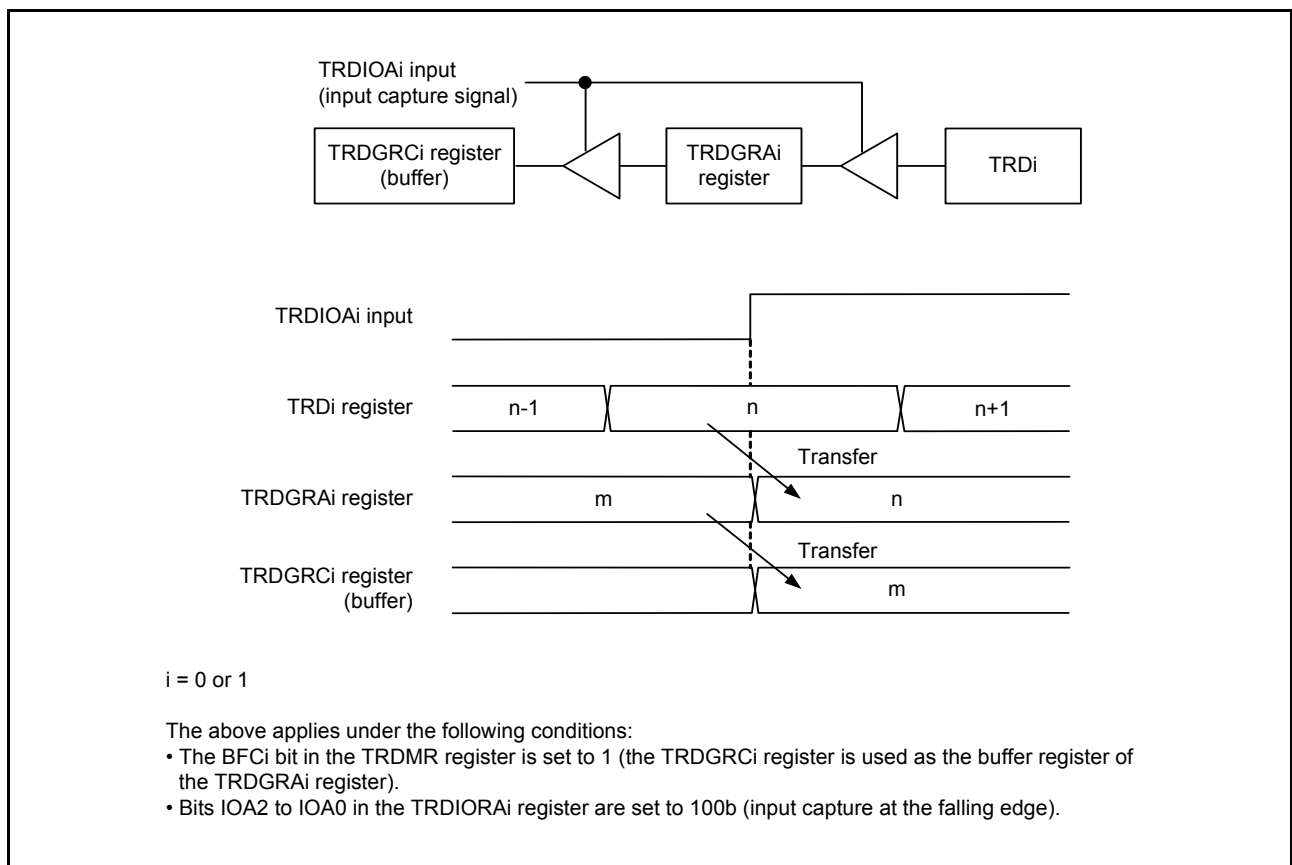 TRDIOAi input
(input capture signal)
TRDGRCi register
(buffer)
TRDGRAi
register
TRDi
TRDIOAi input
TRDi register
n-1
n
n+1
Transfer
TRDGRAi register
m
n
Transfer
TRDGRCi register
(buffer)
m
i = 0 or 1
The above applies under the following conditions:
• The BFCi bit in the TRDMR register is set to 1 (the TRDGRCi register is used as the buffer register of
the TRDGRAi register).
• Bits IOA2 to IOA0 in the TRDIORAi register are set to 100b (input capture at the falling edge).